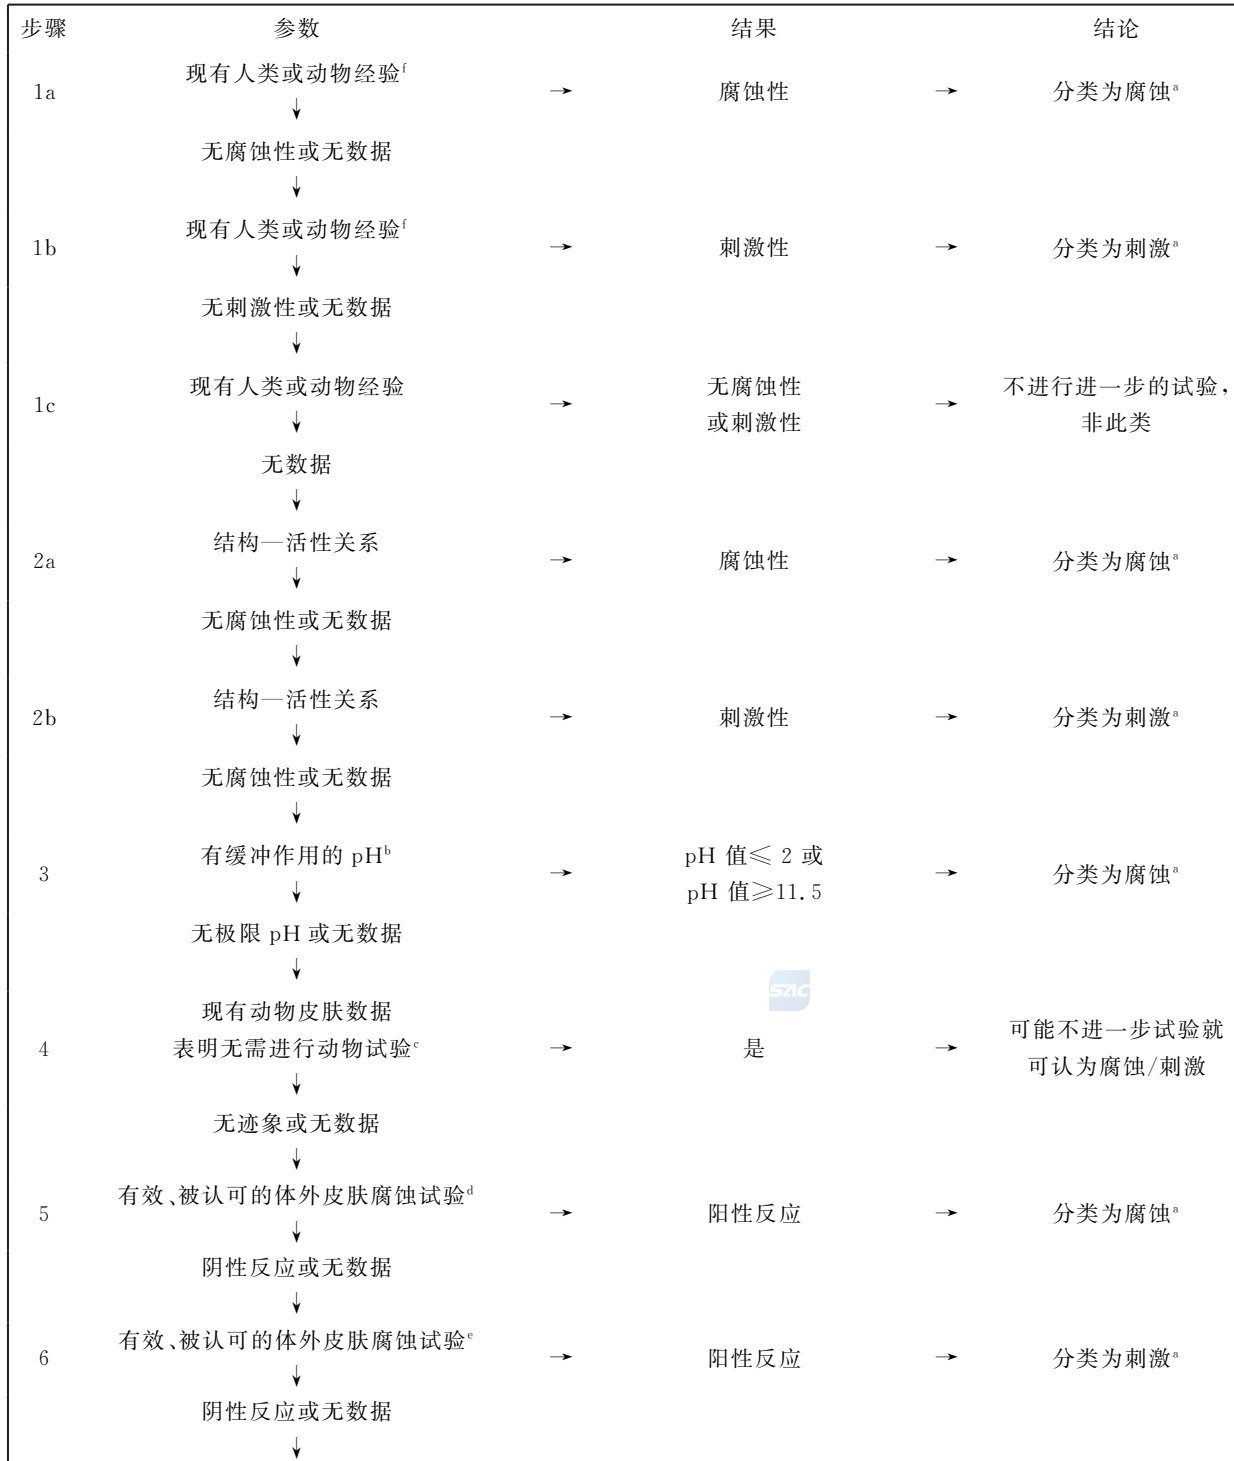 步骤 参数 结果 结论
现有人类或动物经验ᶠ
1a → 腐蚀性 → 分类为腐蚀ᵃ
↓
无腐蚀性或无数据
↓
现有人类或动物经验ᶠ
1b → 刺激性 → 分类为刺激ᵃ
↓
无刺激性或无数据
↓
现有人类或动物经验 无腐蚀性 不进行进一步的试验,
1c → 或刺激性 → 非此类
↓
无数据
↓
结构—活性关系
2a → 腐蚀性 → 分类为腐蚀ᵃ
↓
无腐蚀性或无数据
↓
结构—活性关系
2b → 刺激性 → 分类为刺激ᵃ
↓
无腐蚀性或无数据
↓
有缓冲作用的 pHᵇ pH 值≤ 2 或
3 → pH 值≥11.5 → 分类为腐蚀ᵃ
↓
无极限 pH 或无数据
↓
SAC
现有动物皮肤数据 可能不进一步试验就
4 表明无需进行动物试验ᶜ → 是 → 可认为腐蚀/刺激
↓
无迹象或无数据
↓
有效、被认可的体外皮肤腐蚀试验ᵈ
5 → 阳性反应 → 分类为腐蚀ᵃ
↓
阴性反应或无数据
↓
有效、被认可的体外皮肤腐蚀试验ᵉ
6 → 阳性反应 → 分类为刺激ᵃ
↓
阴性反应或无数据
↓